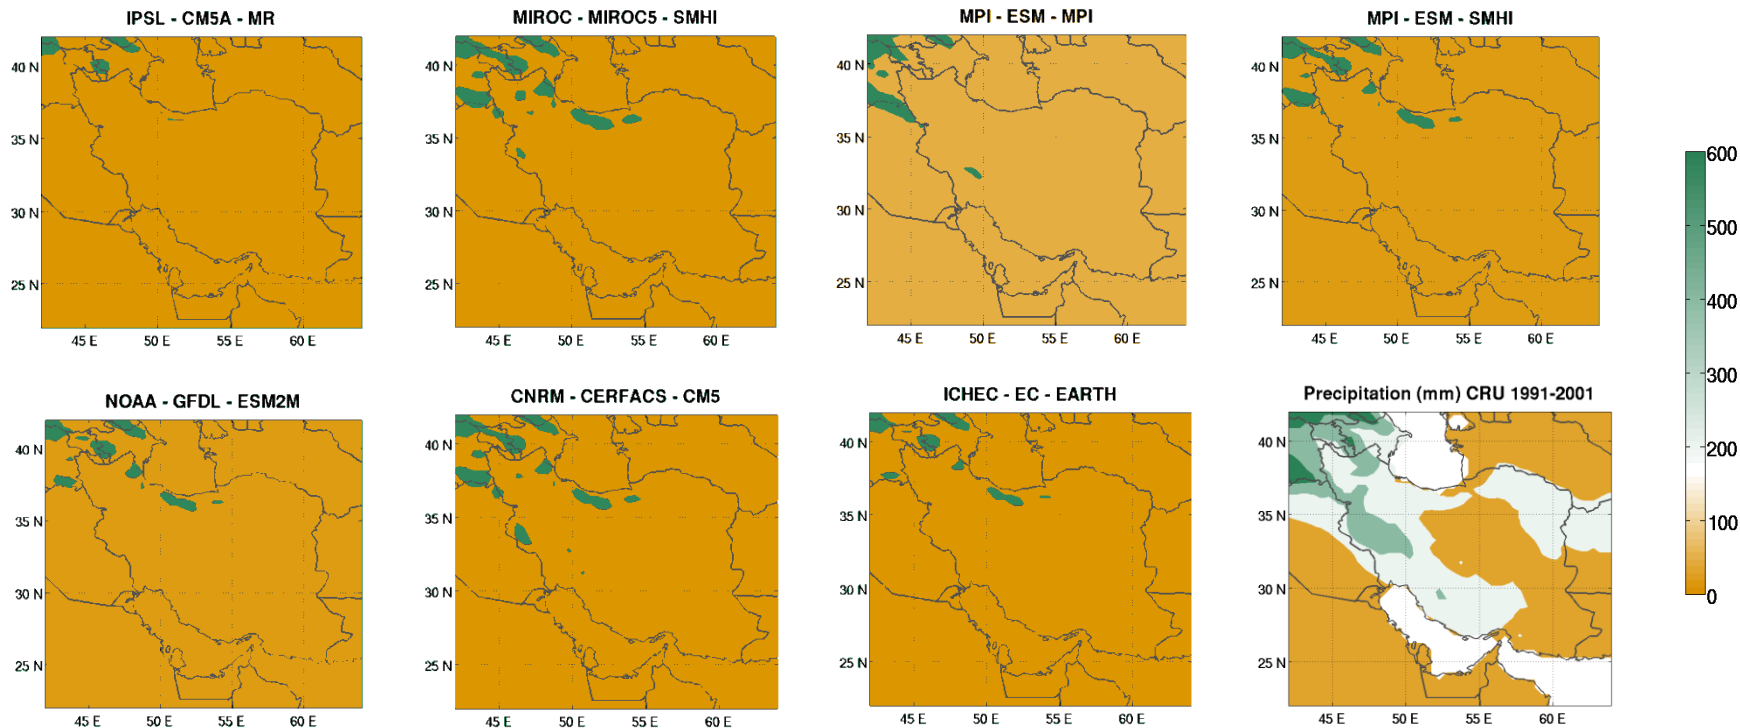 IPSL - CM5A - MR
MIROC - MIROC5 - SMHI
MPI - ESM - MPI
MPI - ESM - SMHI
40 N
35 N
30 N
25 N
45 E 50 E 55 E 60 E
40 N
35 N
30 N
25 N
45 E 50 E 55 E 60 E
40 N
35 N
30 N
25 N
45 E 50 E 55 E 60 E
40 N
35 N
30 N
25 N
45 E 50 E 55 E 60 E
NOAA - GFDL - ESM2M
CNRM - CERFACS - CM5
ICHEC - EC - EARTH
Precipitation (mm) CRU 1991-2001
40 N
35 N
30 N
25 N
45 E 50 E 55 E 60 E
40 N
35 N
30 N
25 N
45 E 50 E 55 E 60 E
40 N
35 N
30 N
25 N
45 E 50 E 55 E 60 E
40 N
35 N
30 N
25 N
45 E 50 E 55 E 60 E
600
500
400
300
200
100
0